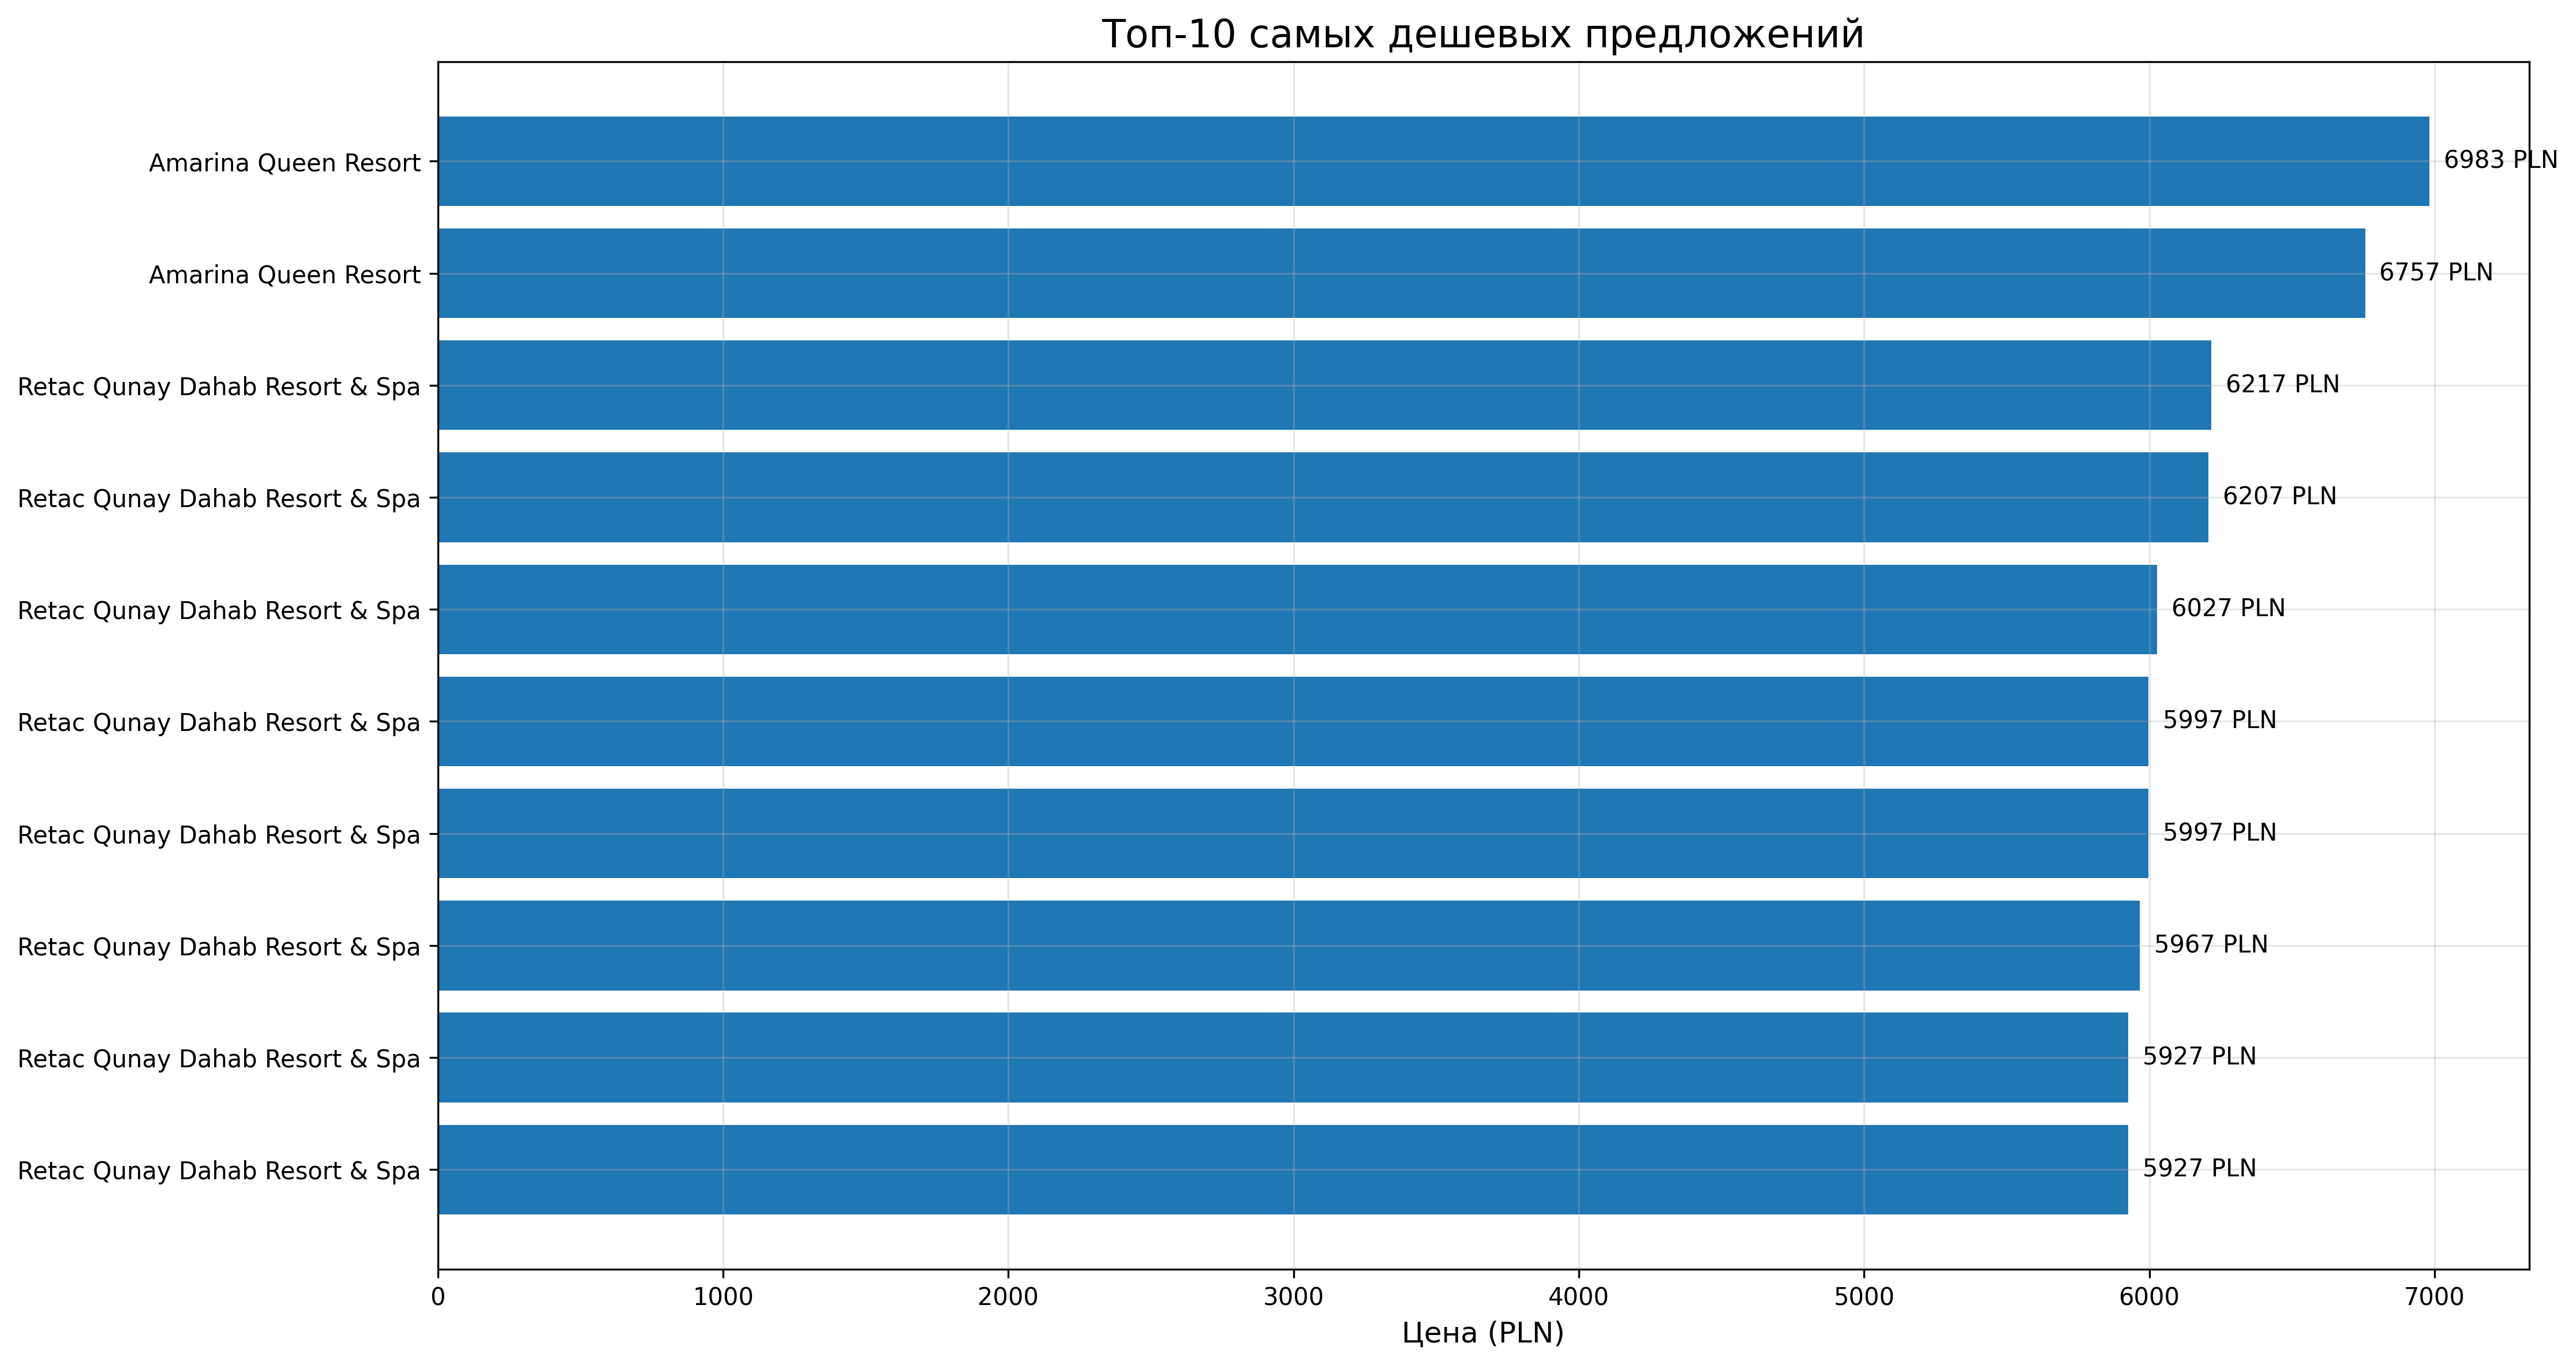 Топ-10 самых дешевых предложений
Amarina Queen Resort
6983 PLN
Amarina Queen Resort
6757 PLN
Retac Qunay Dahab Resort & Spa
6217 PLN
Retac Qunay Dahab Resort & Spa
6207 PLN
Retac Qunay Dahab Resort & Spa
6027 PLN
Retac Qunay Dahab Resort & Spa
5997 PLN
Retac Qunay Dahab Resort & Spa
5997 PLN
Retac Qunay Dahab Resort & Spa
5967 PLN
Retac Qunay Dahab Resort & Spa
5927 PLN
Retac Qunay Dahab Resort & Spa
5927 PLN
0 1000 2000 3000 4000 5000 6000 7000
Цена (PLN)